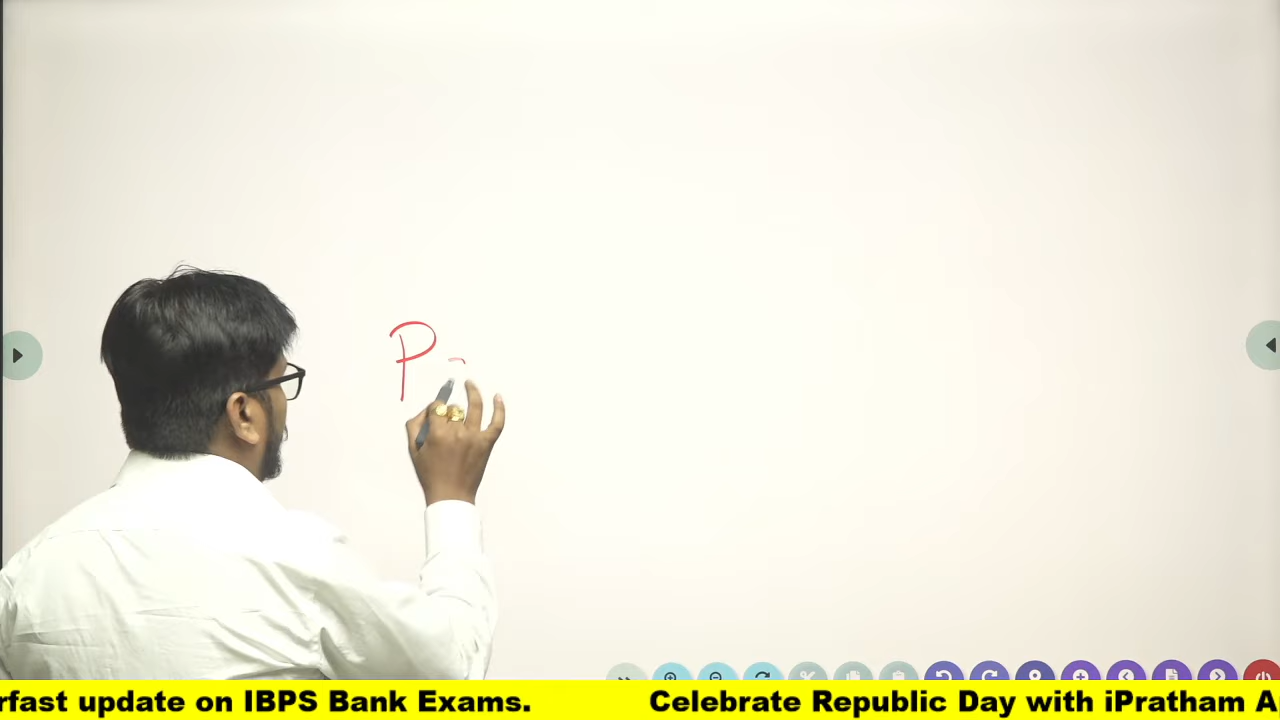 P =
rfast update on IBPS Bank Exams. Celebrate Republic Day with iPratham A